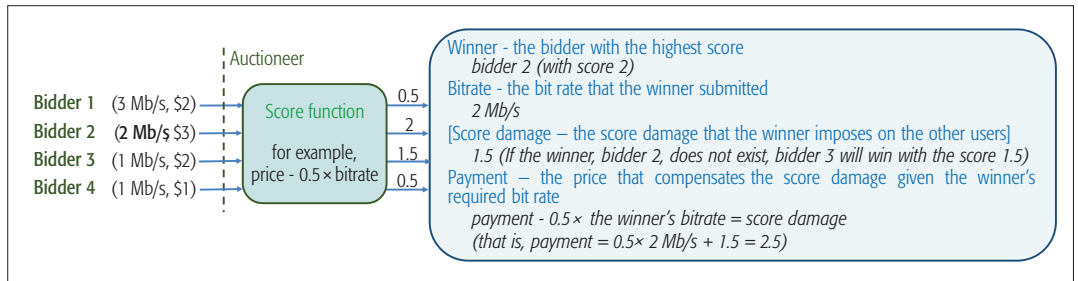 Auctioneer
Bidder 1 (3 Mb/s, $2)
Bidder 2 (2 Mb/s $3)
Bidder 3 (1 Mb/s, $2)
Bidder 4 (1 Mb/s, $1)
Score function
for example,
price - 0.5 × bitrate
0.5
2
1.5
0.5
Winner - the bidder with the highest score
bidder 2 (with score 2)
Bitrate - the bit rate that the winner submitted
2 Mb/s
[Score damage – the score damage that the winner imposes on the other users]
1.5 (If the winner, bidder 2, does not exist, bidder 3 will win with the score 1.5)
Payment – the price that compensates the score damage given the winner's
required bit rate
payment - 0.5 × the winner's bitrate = score damage
(that is, payment = 0.5× 2 Mb/s + 1.5 = 2.5)